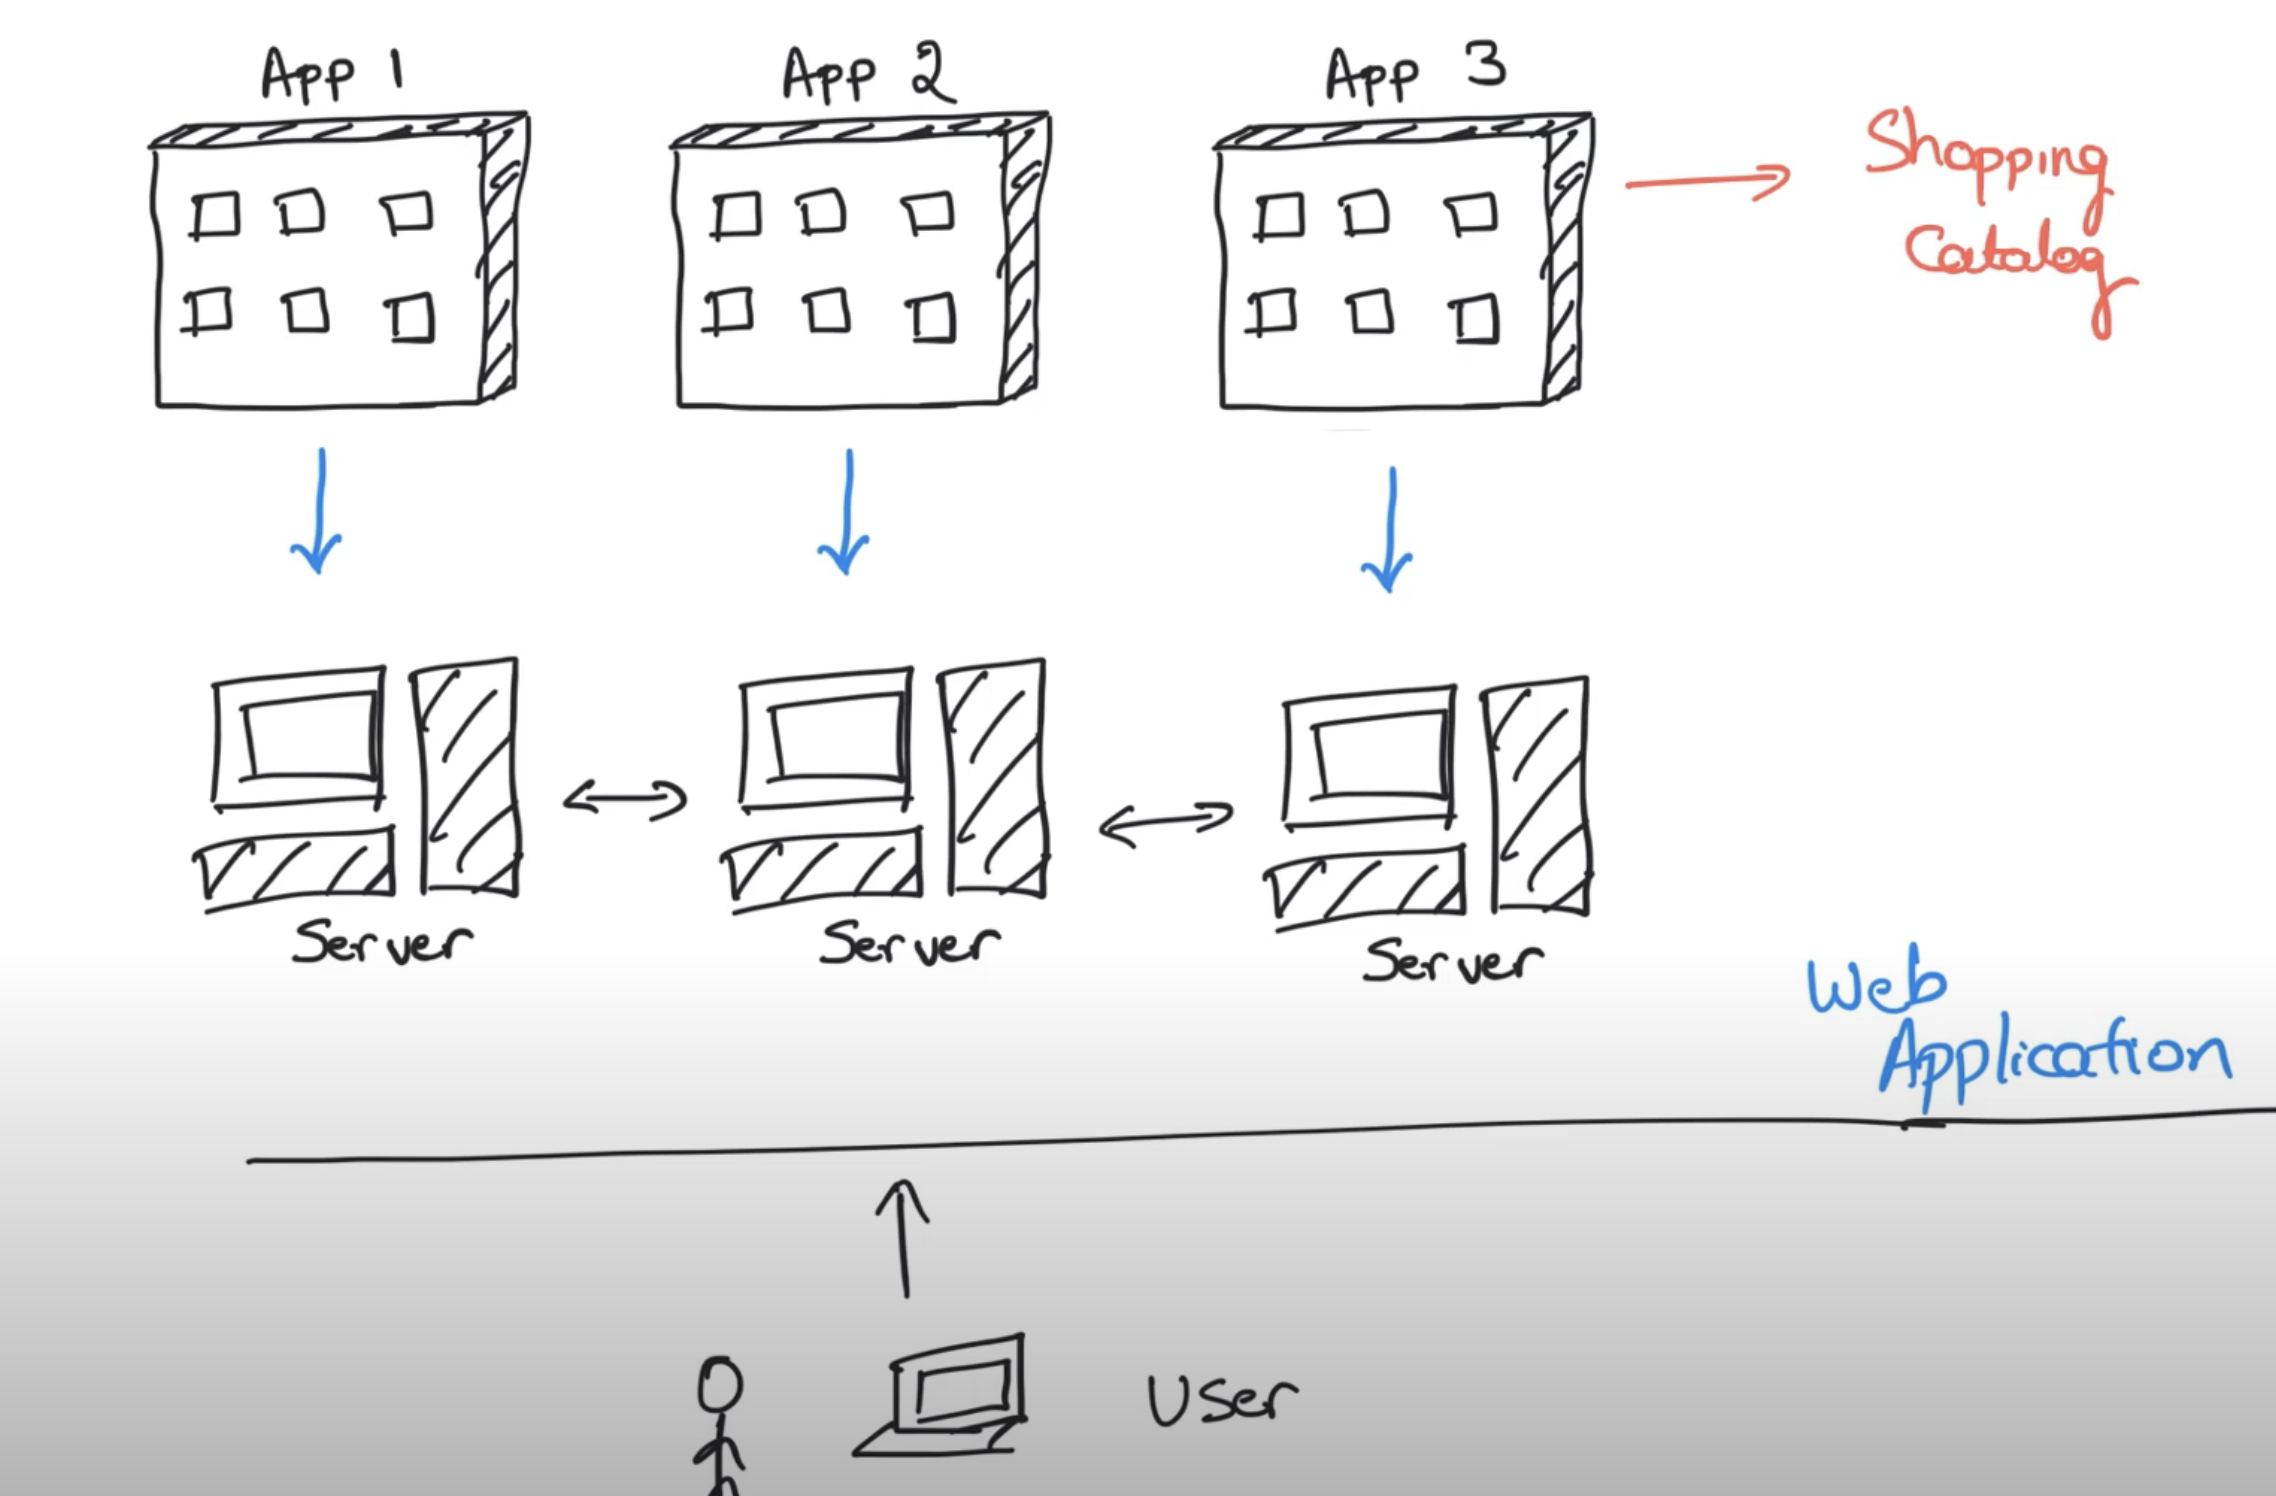 App 1
App 2
App 3
Shopping
Catalog
Server
Server
Server
Web
Application
User